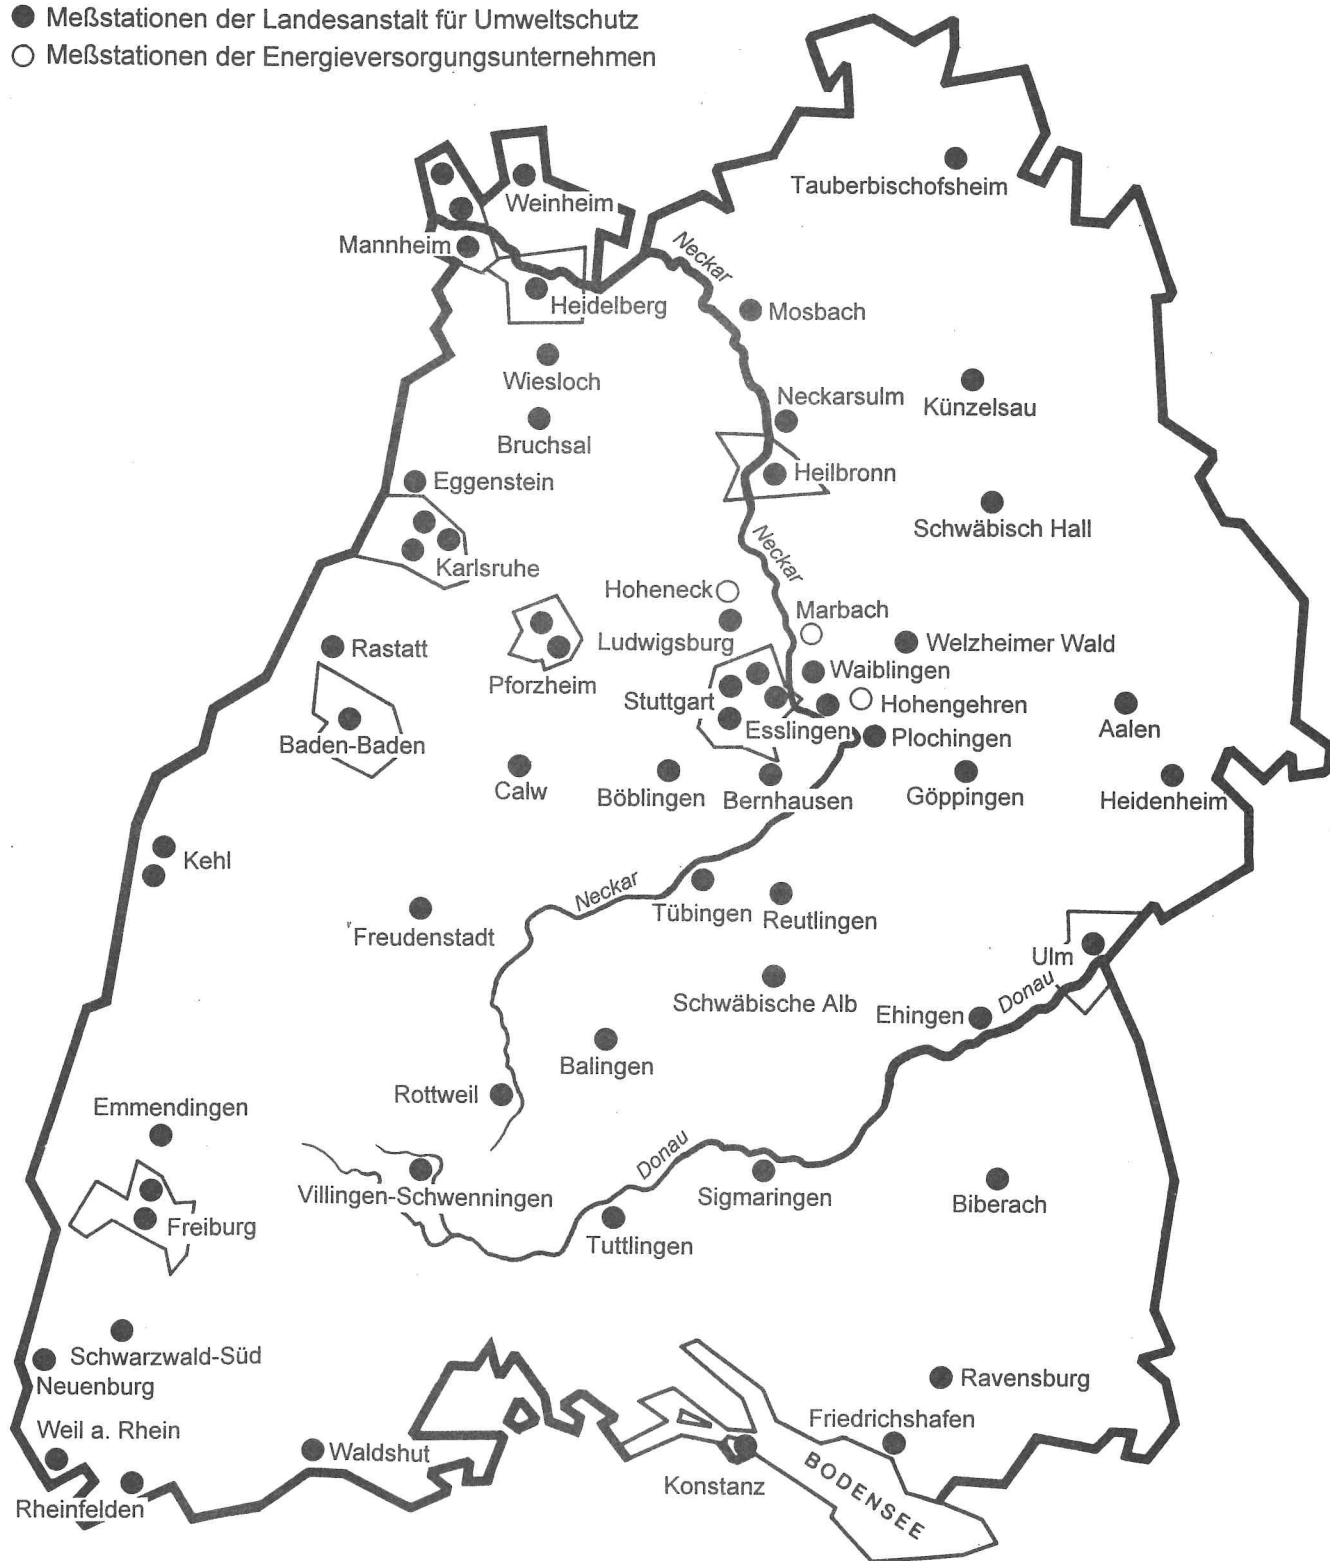 Meßstationen der Landesanstalt für Umweltschutz
Meßstationen der Energieversorgungsunternehmen
Tauberbischofsheim
Weinheim
Mannheim
Neckar
Heidelberg
Mosbach
Wiesloch
Neckarsulm
Künzelsau
Bruchsal
Heilbronn
Eggenstein
Schwäbisch Hall
Neckar
Karlsruhe
Hoheneck
Marbach
Ludwigsburg
Welzheimer Wald
Rastatt
Waiblingen
Pforzheim
Stuttgart
Hohengehren
Esslingen
Aalen
Plochingen
Baden-Baden
Calw
Böblingen
Bernhausen
Göppingen
Heidenheim
Kehl
Neckar
Tübingen
Reutlingen
Freudenstadt
Ulm
Donau
Schwäbische Alb
Ehingen
Balingen
Rottweil
Emmendingen
Donau
Villingen-Schwenningen
Sigmaringen
Biberach
Freiburg
Tuttlingen
Schwarzwald-Süd
Neuenburg
Ravensburg
Friedrichshafen
Weil a. Rhein
Waldshut
Konstanz
BODENSEE
Rheinfelden